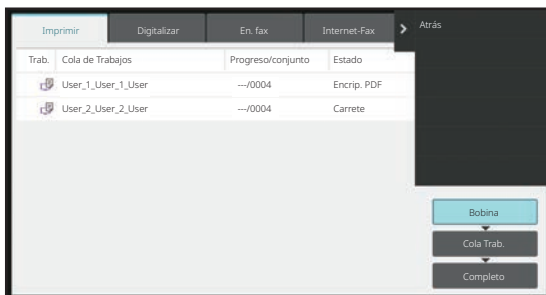 Imprimir Digitalizar En. fax Internet-Fax Atrás
Trab. Cola de Trabajos Progreso/conjunto Estado
User_1_User_1_User ---/0004 Encrip. PDF
User_2_User_2_User ---/0004 Carrete
Bobina
Cola Trab.
Completo